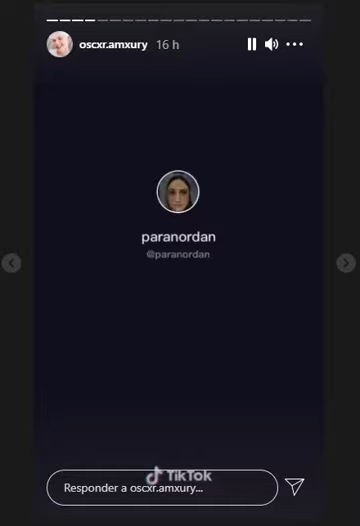 oscxr.amxury 16 h
paranordan
@paranordan
TikTok
Responder a oscxr.amxury...